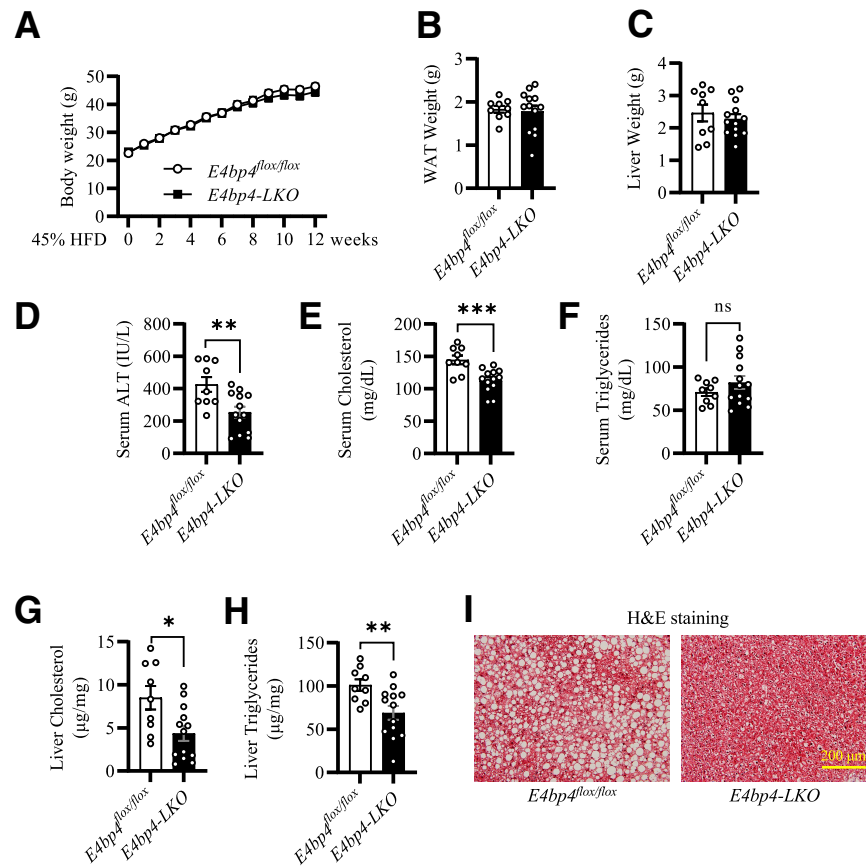 A
Body weight (g)
50
40
30
20
10
0
E4bp4flox/flox
E4bp4-LKO
45% HFD 0 2 4 6 8 10 12 weeks
B
WAT Weight (g)
3
2
1
0
E4bp4flox/flox
E4bp4-LKO
C
Liver Weight (g)
4
3
2
1
0
E4bp4flox/flox
E4bp4-LKO
D
Serum ALT (IU/L)
800
600
400
200
0
**
E4bp4flox/flox
E4bp4-LKO
E
Serum Cholesterol
(mg/dL)
200
150
100
50
0
***
E4bp4flox/flox
E4bp4-LKO
F
Serum Triglycerides
(mg/dL)
150
100
50
0
ns
E4bp4flox/flox
E4bp4-LKO
G
Liver Cholesterol
(µg/mg)
15
10
5
0
*
E4bp4flox/flox
E4bp4-LKO
H
Liver Triglycerides
(µg/mg)
150
100
50
0
**
E4bp4flox/flox
E4bp4-LKO
I
H&E staining
200 µm
E4bp4flox/flox
E4bp4-LKO